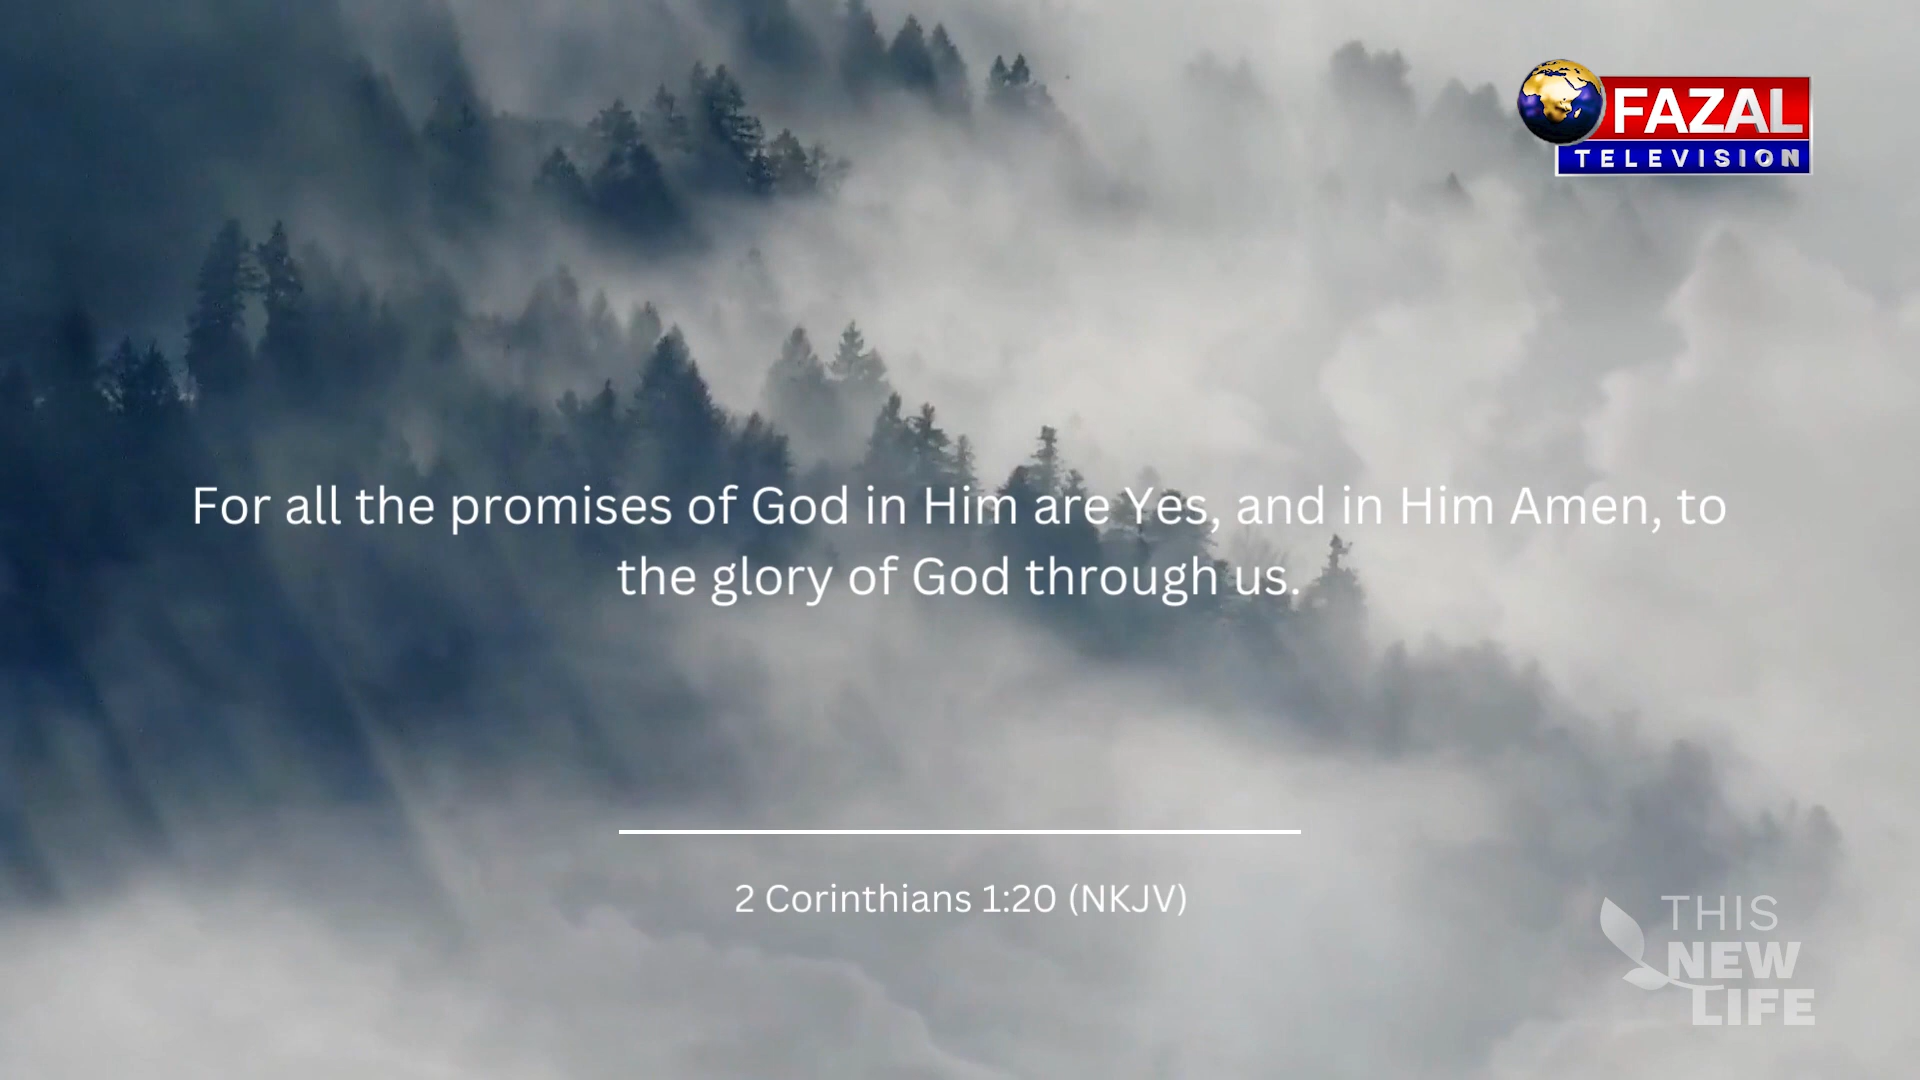 FAZAL
TELEVISION
For all the promises of God in Him are Yes, and in Him Amen, to
the glory of God through us.
2 Corinthians 1:20 (NKJV)
THIS
NEW
LIFE